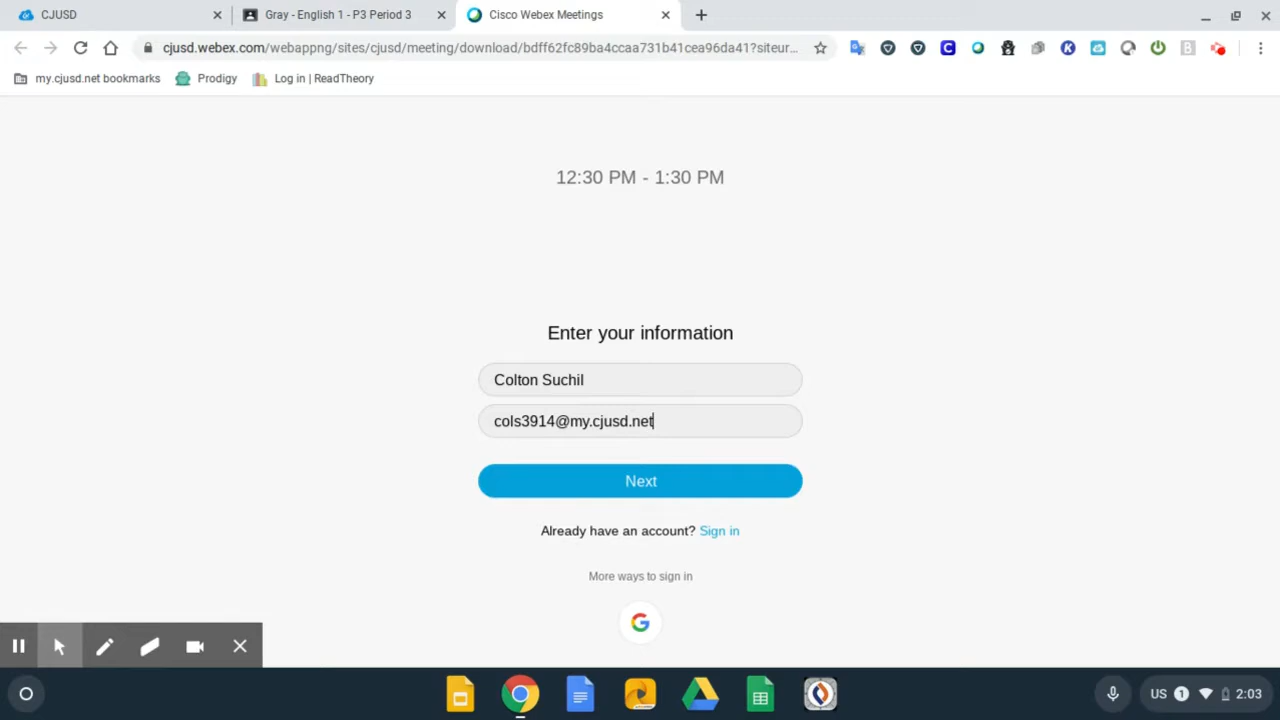 CJUSD
Gray - English 1 - P3 Period 3
Cisco Webex Meetings
cjusd.webex.com/webappng/sites/cjusd/meeting/download/bdff62fc89ba4ccaa731b41cea96da41?siteur...
my.cjusd.net bookmarks
Prodigy
Log in | ReadTheory
12:30 PM - 1:30 PM
Enter your information
Colton Suchil
cols3914@my.cjusd.net
Next
Already have an account? Sign in
More ways to sign in
US 1 2:03